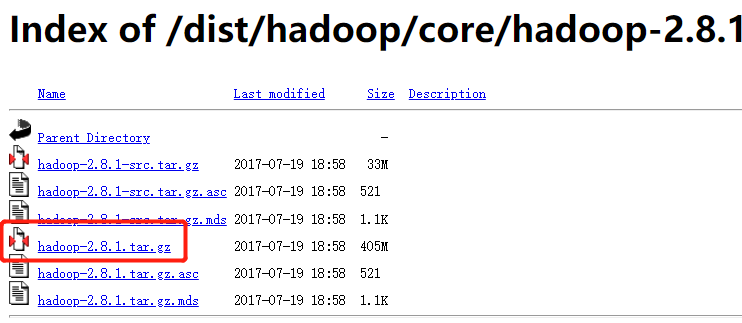 Index of /dist/hadoop/core/hadoop-2.8.1
Name Last modified Size Description
Parent Directory -
hadoop-2.8.1-src.tar.gz 2017-07-19 18:58 33M
hadoop-2.8.1-src.tar.gz.asc 2017-07-19 18:58 521
hadoop-2.8.1-src.tar.gz.mds 2017-07-19 18:58 1.1K
hadoop-2.8.1.tar.gz 2017-07-19 18:58 405M
hadoop-2.8.1.tar.gz.asc 2017-07-19 18:58 521
hadoop-2.8.1.tar.gz.mds 2017-07-19 18:58 1.1K